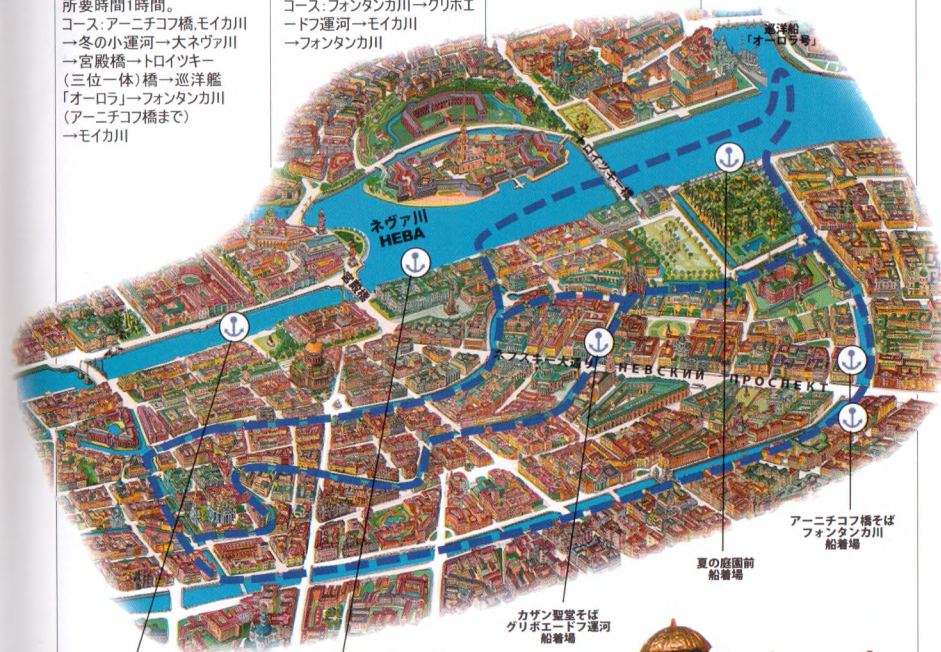 所要時間1時間。
コース:アーニチコフ橋,モイカ川
→冬の小運河→大ネヴァ川
→宮殿橋→トロイツキー
(三位一体)橋→巡洋艦
「オーロラ」→フォンタンカ川
(アーニチコフ橋まで)
→モイカ川
コース:フォンタンカ川→グリボエ
ードフ運河→モイカ川
→フォンタンカ川
巡洋船
「オーロラ号」
トロイツキー橋
ネヴァ川
НЕВА
宮殿橋
ネフスキー大通り НЕВСКИЙ ПРОСПЕКТ
アーニチコフ橋そば
フォンタンカ川
船着場
夏の庭園前
船着場
カザン聖堂そば
グリボエードフ運河
船着場